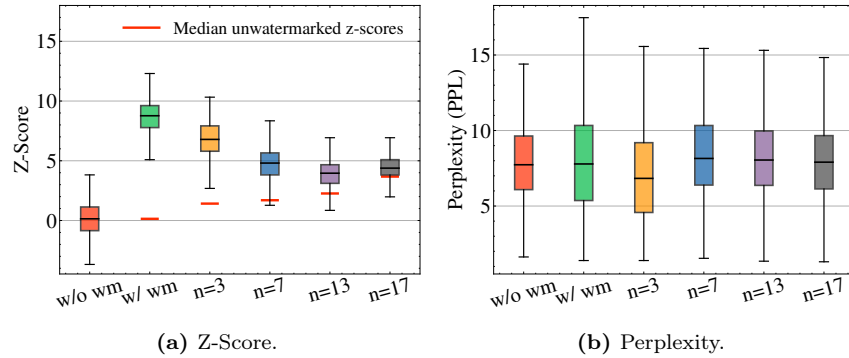 Median unwatermarked z-scores
Z-Score
15
10
5
0
w/o wm
w/ wm
n=3
n=7
n=13
n=17
(a) Z-Score.
Perplexity (PPL)
15
10
5
w/o wm
w/ wm
n=3
n=7
n=13
n=17
(b) Perplexity.